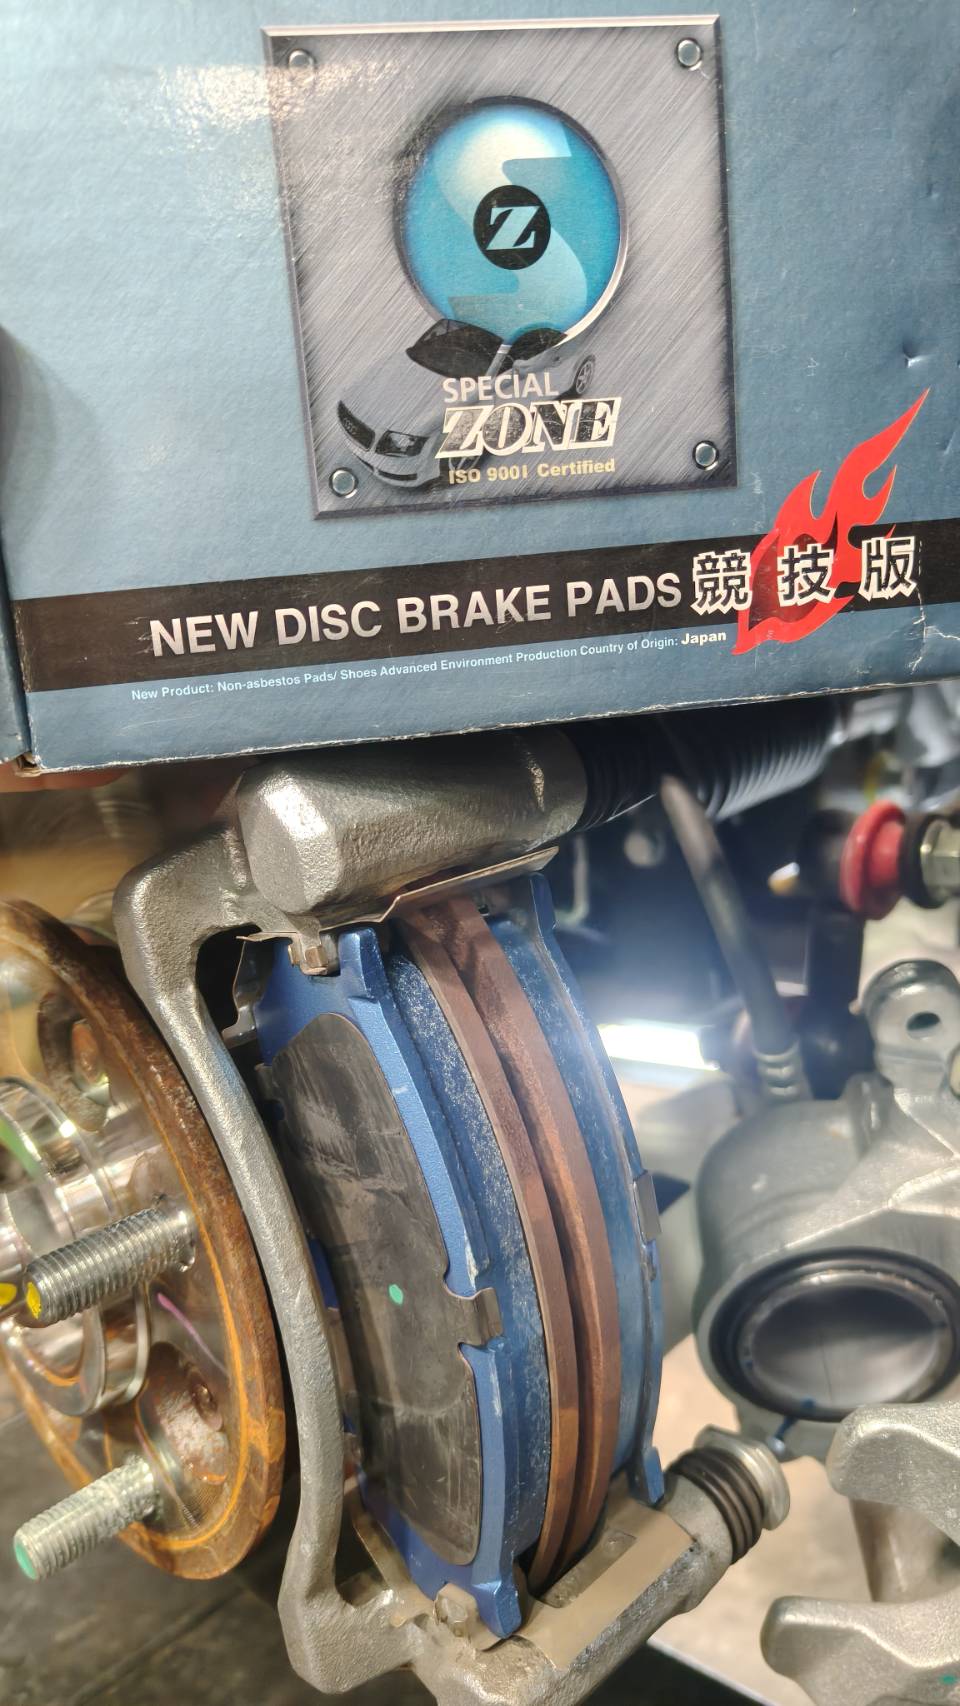 S
Z
SPECIAL
ZONE
ISO 9001 Certified
NEW DISC BRAKE PADS 競技版
New Product: Non-asbestos Pads/ Shoes Advanced Environment Production Country of Origin: Japan